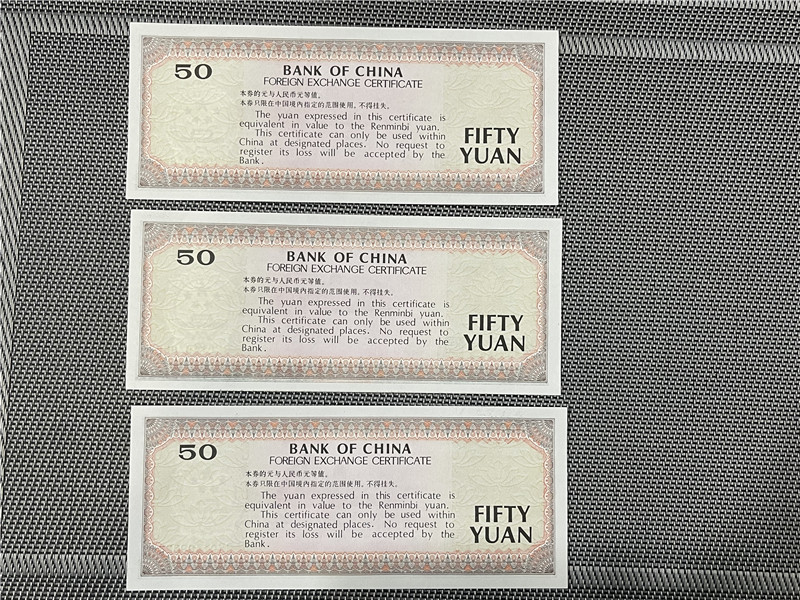 50
BANK OF CHINA
FOREIGN EXCHANGE CERTIFICATE
本券的元与人民币元等值。
本券只限在中国境内指定的范围使用，不得挂失。
The yuan expressed in this certificate is
equivalent in value to the Renminbi yuan.
This certificate can only be used within
China at designated places. No request to
register its loss will be accepted by the
Bank.
FIFTY
YUAN
50
BANK OF CHINA
FOREIGN EXCHANGE CERTIFICATE
本券的元与人民币元等值。
本券只限在中国境内指定的范围使用，不得挂失。
The yuan expressed in this certificate is
equivalent in value to the Renminbi yuan.
This certificate can only be used within
China at designated places. No request to
register its loss will be accepted by the
Bank.
FIFTY
YUAN
50
BANK OF CHINA
FOREIGN EXCHANGE CERTIFICATE
本券的元与人民币元等值。
本券只限在中国境内指定的范围使用，不得挂失。
The yuan expressed in this certificate is
equivalent in value to the Renminbi yuan.
This certificate can only be used within
China at designated places. No request to
register its loss will be accepted by the
Bank.
FIFTY
YUAN